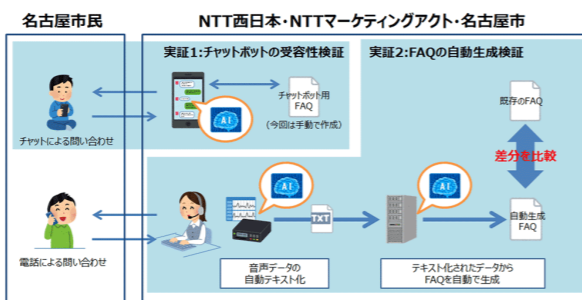 名古屋市民
NTT西日本・NTTマーケティングアクト・名古屋市
実証1:チャットボットの受容性検証
実証2:FAQの自動生成検証
チャットボット用
FAQ
(今回は手動で作成)
既存のFAQ
AI
チャットによる問い合わせ
差分を比較
AI
AI
TXT
自動生成
FAQ
電話による問い合わせ
音声データの
自動テキスト化
テキスト化されたデータから
FAQを自動で生成